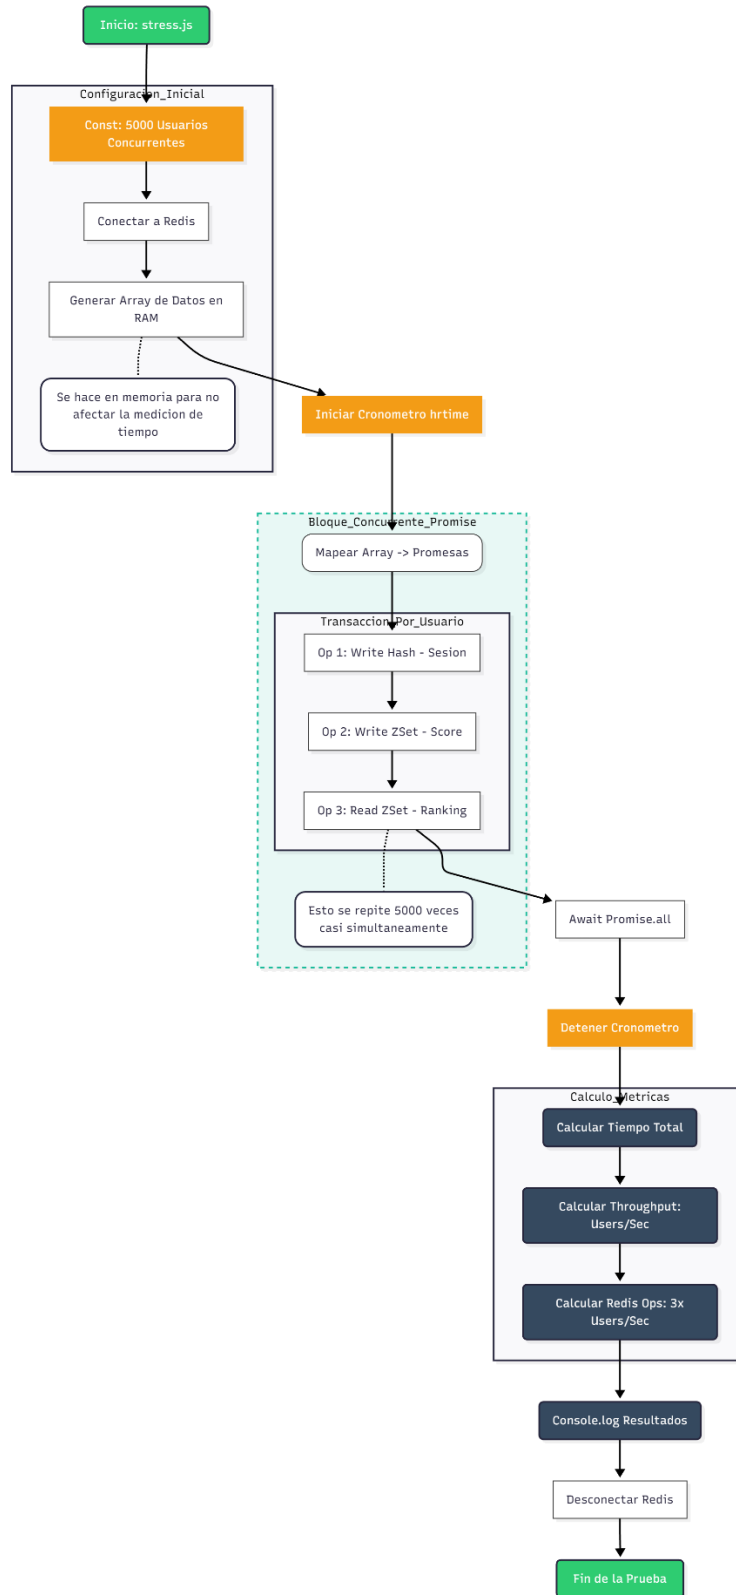 Inicio: stress.js
Configuracion_Inicial
Const: 5000 Usuarios
Concurrentes
Conectar a Redis
Generar Array de Datos en
RAM
Se hace en memoria para no
afectar la medicion de
tiempo
Iniciar Cronometro hrtime
Bloque_Concurrente_Promise
Mapear Array -> Promesas
Transaccion_Por_Usuario
Op 1: Write Hash - Sesion
Op 2: Write ZSet - Score
Op 3: Read ZSet - Ranking
Esto se repite 5000 veces
casi simultaneamente
Await Promise.all
Detener Cronometro
Calculo_Metricas
Calcular Tiempo Total
Calcular Throughput:
Users/Sec
Calcular Redis Ops: 3x
Users/Sec
Console.log Resultados
Desconectar Redis
Fin de la Prueba